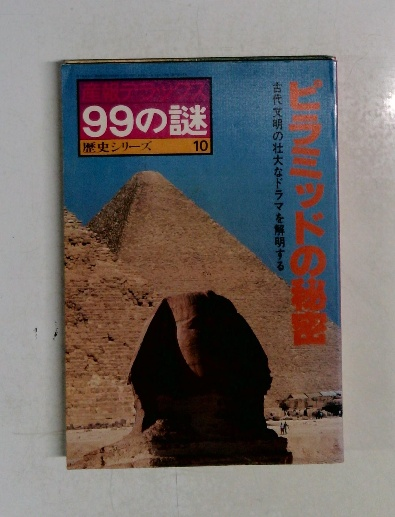 99の謎
歴史シリーズ 10
ピラミッドの秘密
古代文明の壮大なドラマを解明する